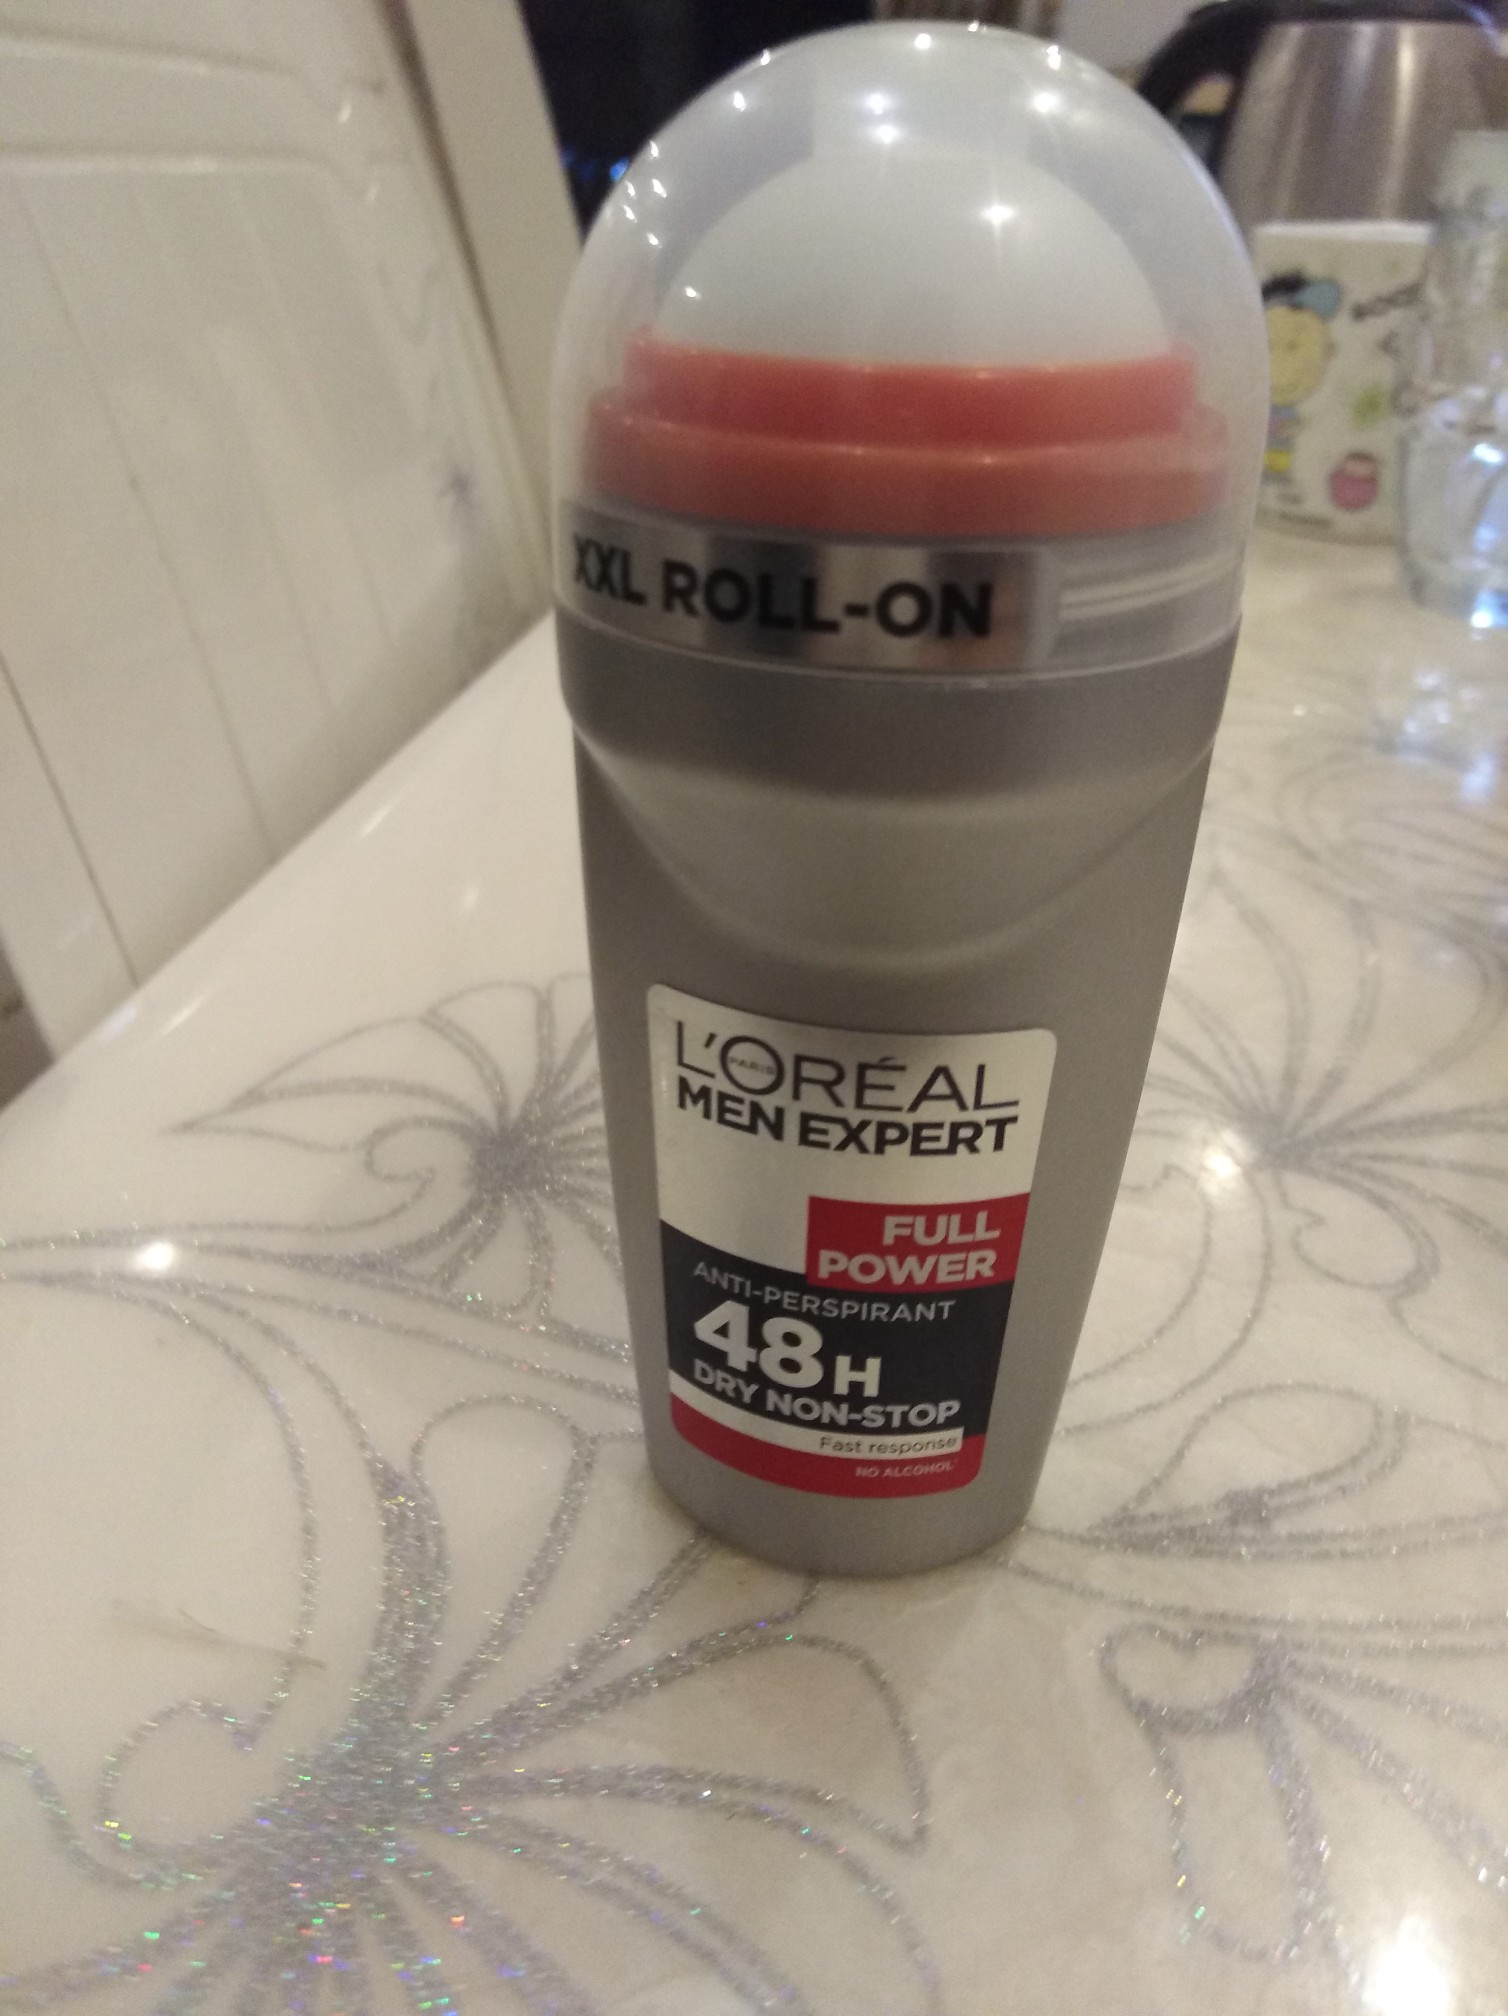 XXL ROLL-ON
L'ORÉAL
PARIS
MEN EXPERT
FULL
POWER
ANTI-PERSPIRANT
48H
DRY NON-STOP
Fast response
NO ALCOHOL*